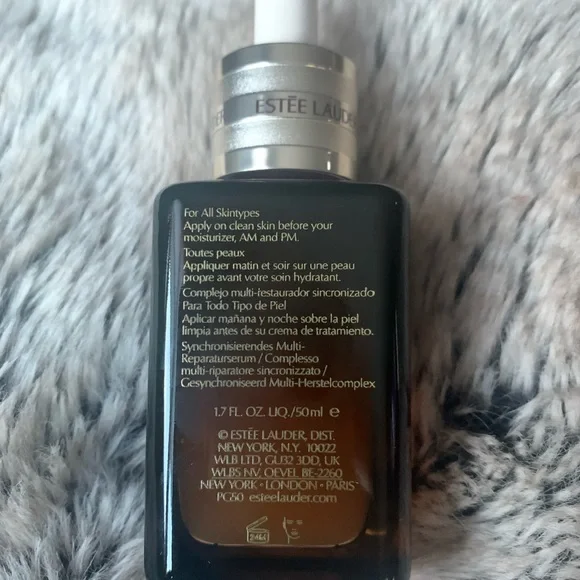 ESTĒE LAUDER
For All Skintypes
Apply on clean skin before your
moisturizer, AM and PM.
Toutes peaux
Appliquer matin et soir sur une peau
propre avant votre soin hydratant.
Complejo multi-restaurador sincronizado
Para Todo Tipo de Piel
Aplicar mañana y noche sobre la piel
limpia antes de su crema de tratamiento.
Synchronisierendes Multi-
Reparaturserum / Complesso
multi-riparatore sincronizzato /
Gesynchroniseerd Multi-Herstelcomplex
1.7 FL. OZ. LIQ./50 ml ℮
© ESTĒE LAUDER, DIST.
NEW YORK, N.Y. 10022
WLB LTD, GU32 3DD, UK
WLBS NV, OEVEL BE-2260
NEW YORK • LONDON • PARIS
PG50 esteelauder.com